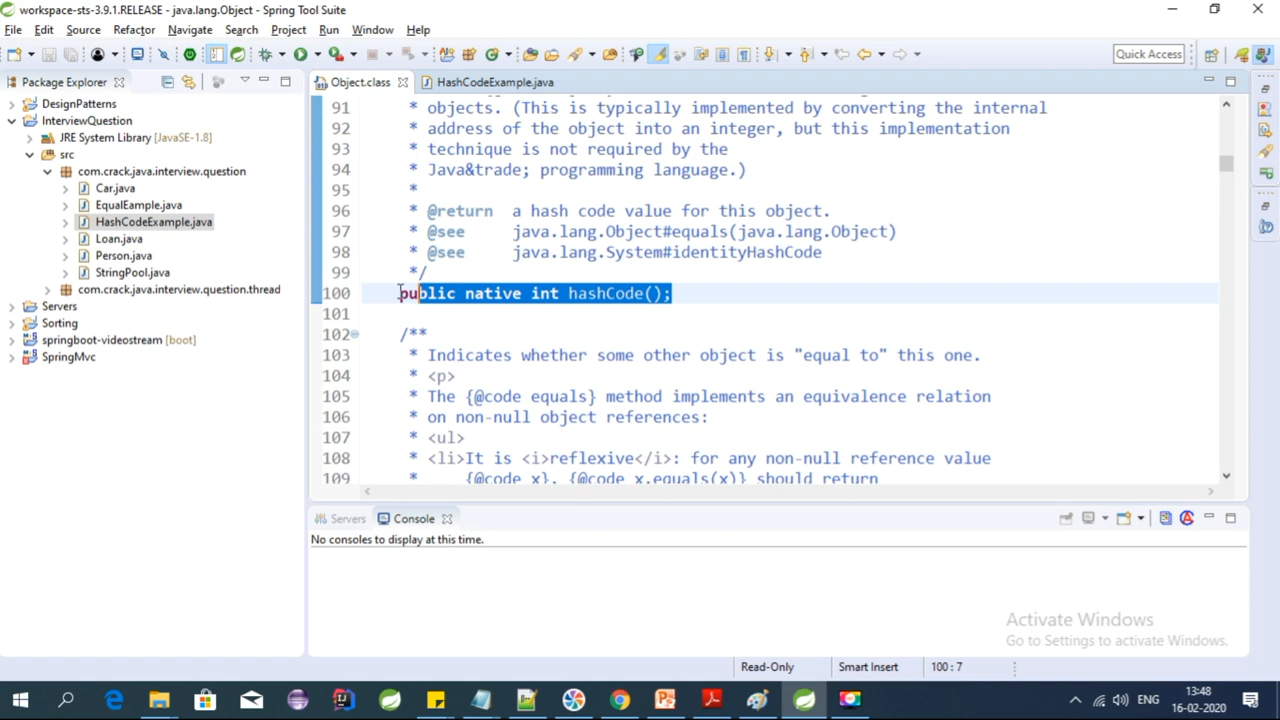 workspace-sts-3.9.1.RELEASE - java.lang.Object - Spring Tool Suite
File Edit Source Refactor Navigate Search Project Run Window Help
Quick Access
Package Explorer
DesignPatterns
InterviewQuestion
JRE System Library [JavaSE-1.8]
src
com.crack.java.interview.question
Car.java
EqualEample.java
HashCodeExample.java
Loan.java
Person.java
StringPool.java
com.crack.java.interview.question.thread
Servers
Sorting
springboot-videostream [boot]
SpringMvc
Object.class HashCodeExample.java
91 * objects. (This is typically implemented by converting the internal
92 * address of the object into an integer, but this implementation
93 * technique is not required by the
94 * Java&trade; programming language.)
95 *
96 * @return a hash code value for this object.
97 * @see java.lang.Object#equals(java.lang.Object)
98 * @see java.lang.System#identityHashCode
99 */
100 public native int hashCode();
101
102 /**
103 * Indicates whether some other object is "equal to" this one.
104 * <p>
105 * The {@code equals} method implements an equivalence relation
106 * on non-null object references:
107 * <ul>
108 * <li>It is <i>reflexive</i>: for any non-null reference value
109 * {@code x}, {@code x.equals(x)} should return
Servers Console
No consoles to display at this time.
Activate Windows
Go to Settings to activate Windows.
Read-Only Smart Insert 100 : 7
ENG
13:48
16-02-2020